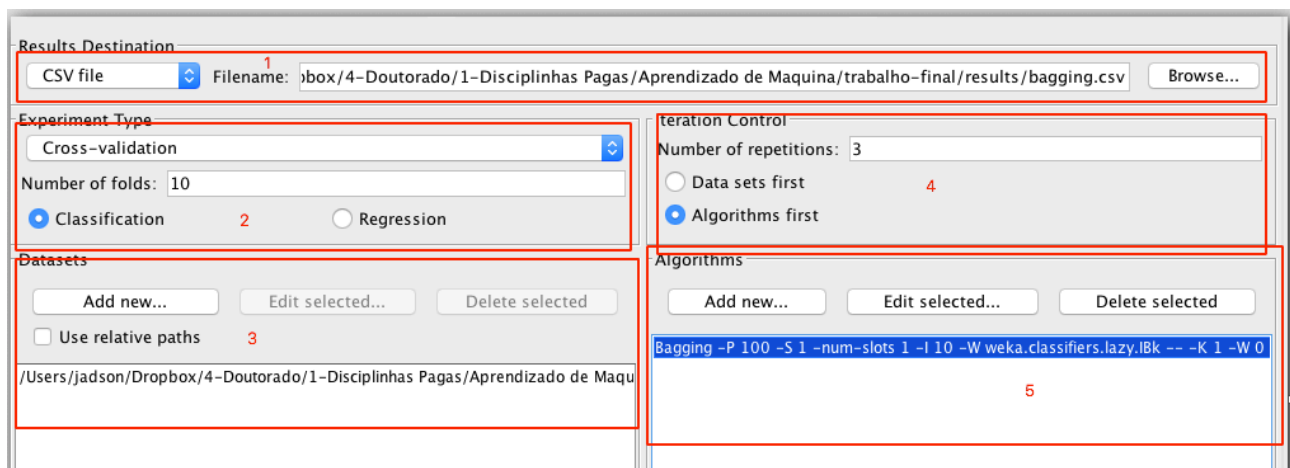 Results Destination
1
CSV file Filename: box/4-Doutorado/1-Disciplinhas Pagas/Aprendizado de Maquina/trabalho-final/results/bagging.csv Browse...
Experiment Type
Cross-validation
Number of folds: 10
Classification 2 Regression
teration Control
Number of repetitions: 3
Data sets first 4
Algorithms first
Datasets
Add new... Edit selected... Delete selected
Use relative paths 3
/Users/jadson/Dropbox/4-Doutorado/1-Disciplinhas Pagas/Aprendizado de Maqu
Algorithms
Add new... Edit selected... Delete selected
Bagging -P 100 -S 1 -num-slots 1 -I 10 -W weka.classifiers.lazy.IBk -- -K 1 -W 0
5